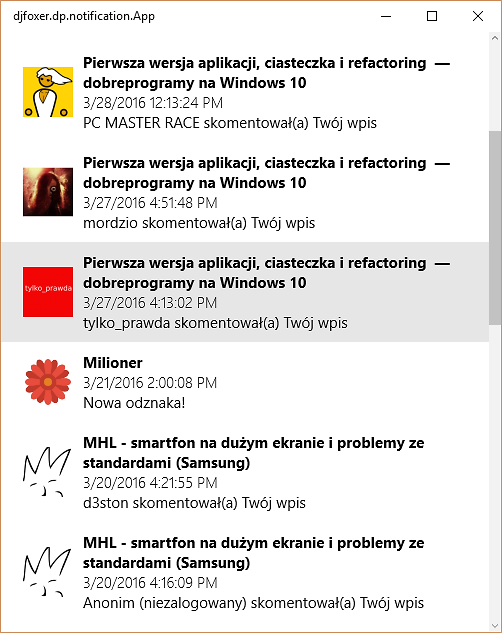 djfoxer.dp.notification.App
Pierwsza wersja aplikacji, ciasteczka i refactoring —
dobreprogramy na Windows 10
3/28/2016 12:13:24 PM
PC MASTER RACE skomentował(a) Twój wpis
Pierwsza wersja aplikacji, ciasteczka i refactoring —
dobreprogramy na Windows 10
3/27/2016 4:51:48 PM
mordzio skomentował(a) Twój wpis
Pierwsza wersja aplikacji, ciasteczka i refactoring —
dobreprogramy na Windows 10
tylko_prawda
3/27/2016 4:13:02 PM
tylko_prawda skomentował(a) Twój wpis
Milioner
3/21/2016 2:00:08 PM
Nowa odznaka!
MHL - smartfon na dużym ekranie i problemy ze
standardami (Samsung)
3/20/2016 4:21:55 PM
d3ston skomentował(a) Twój wpis
MHL - smartfon na dużym ekranie i problemy ze
standardami (Samsung)
3/20/2016 4:16:09 PM
Anonim (niezalogowany) skomentował(a) Twój wpis